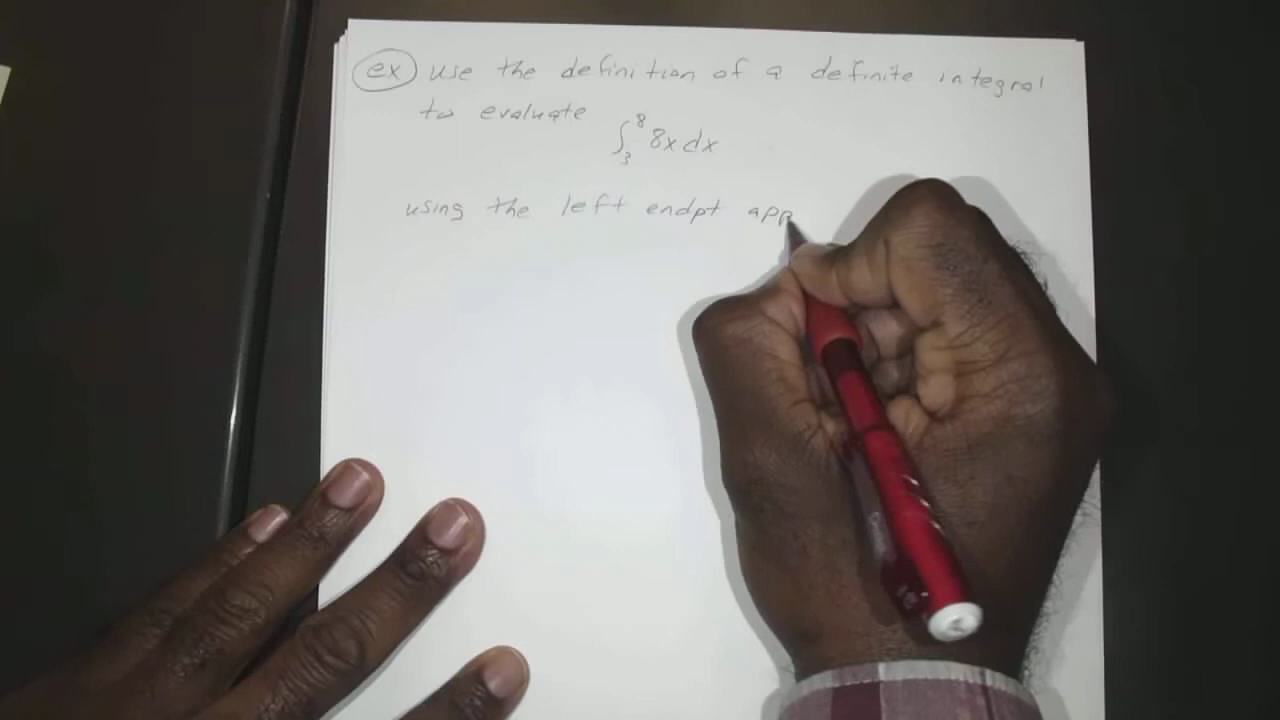 ex) use the definition of a definite integral
to evaluate
∫₃⁸ 8x dx
using the left endpt app